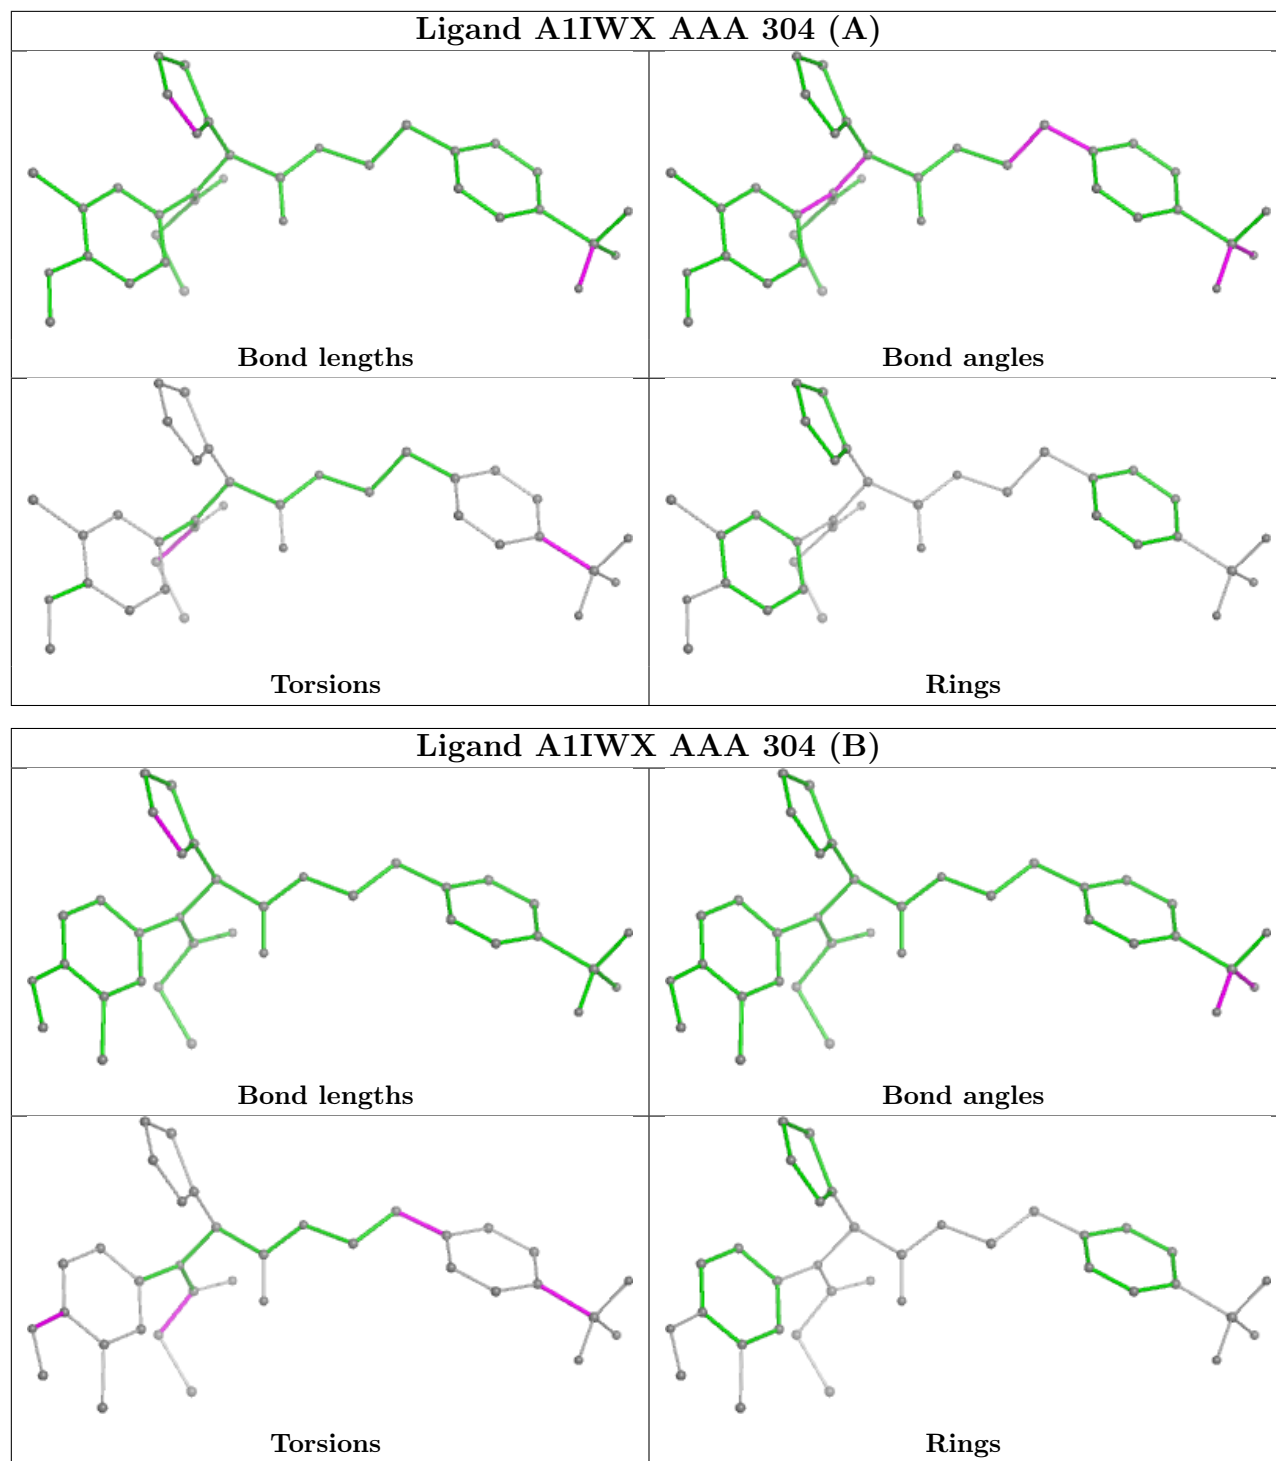 Ligand A1IWX AAA 304 (A)
Bond lengths
Bond angles
Torsions
Rings
Ligand A1IWX AAA 304 (B)
Bond lengths
Bond angles
Torsions
Rings